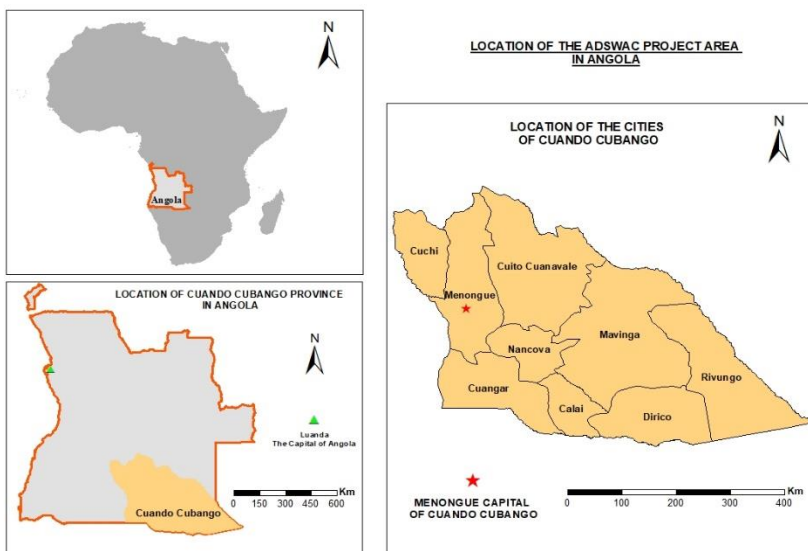 N
Angola
LOCATION OF CUANDO CUBANGO PROVINCE
IN ANGOLA
N
Luanda
The Capital of Angola
Cuando Cubango
Km
0 150 300 450 600
LOCATION OF THE ADSWAC PROJECT AREA
IN ANGOLA
LOCATION OF THE CITIES
OF CUANDO CUBANGO
N
Cuchi
Cuito Cuanavale
Menongue
Mavinga
Nancova
Rivungo
Cuangar
Calai
Dirico
MENONGUE CAPITAL
OF CUANDO CUBANGO
Km
0 100 200 300 400